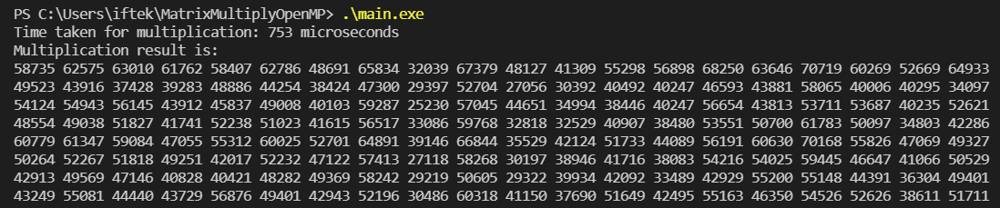 PS C:\Users\iftek\MatrixMultiplyOpenMP> .\main.exe
Time taken for multiplication: 753 microseconds
Multiplication result is:
58735 62575 63010 61762 58407 62786 48691 65834 32039 67379 48127 41309 55298 56898 68250 63646 70719 60269 52669 64933
49523 43916 37428 39283 48886 44254 38424 47300 29397 52704 27056 30392 40492 40247 46593 43881 58065 40006 40295 34097
54124 54943 56145 43912 45837 49008 40103 59287 25230 57045 44651 34994 38446 40247 56654 43813 53711 53687 40235 52621
48554 49038 51827 41741 52238 51023 41615 56517 33086 59768 32818 32529 40907 38480 53551 50700 61783 50097 34803 42286
60779 61347 59084 47055 55312 60025 52701 64891 39146 66844 35529 42124 51733 44089 56191 60630 70168 55826 47069 49327
50264 52267 51818 49251 42017 52232 47122 57413 27118 58268 30197 38946 41716 38083 54216 54025 59445 46647 41066 50529
42913 49569 47146 40828 40421 48282 49369 58242 29219 50605 29322 39934 42092 33489 42929 55200 55148 44391 36304 49401
43249 55081 44440 43729 56876 49401 42943 52196 30486 60318 41150 37690 51649 42495 55163 46350 54526 52626 38611 51711